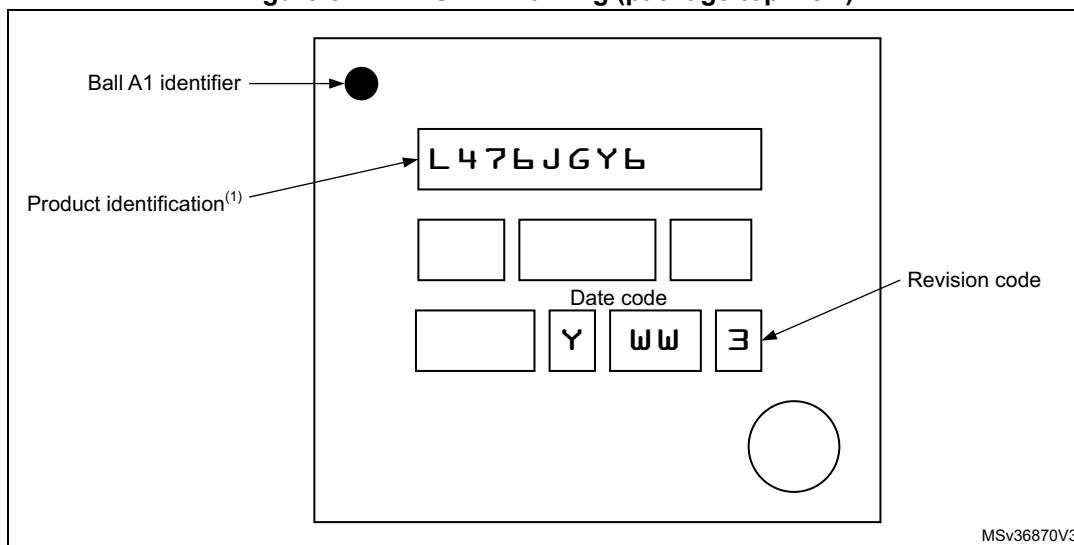 Ball A1 identifier
L476JGY6
Product identification(1)
Date code
Revision code
Y WW 3
MSv36870V3